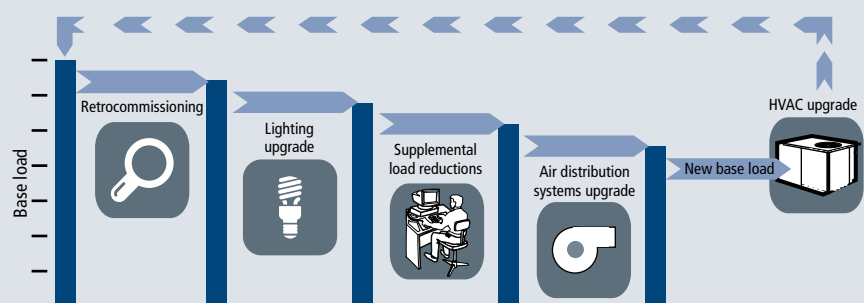 Base load
Retrocommissioning
Lighting
upgrade
Supplemental
load reductions
Air distribution
systems upgrade
New base load
HVAC upgrade